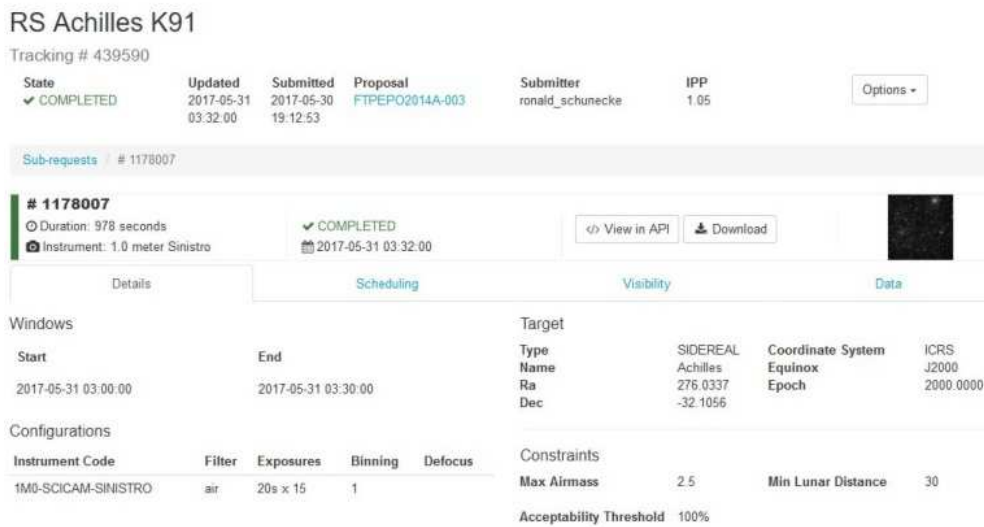 RS Achilles K91
Tracking # 439590
State Updated Submitted Proposal Submitter IPP
COMPLETED 2017-05-31 2017-05-30 FTPEPO2014A-003 ronald_schunecke 1.05 Options
03:32:00 19:12:53
Sub-requests / # 1178007
# 1178007
Duration: 978 seconds COMPLETED </> View in API Download
Instrument: 1.0 meter Sinistro 2017-05-31 03:32:00
Details Scheduling Visibility Data
Windows
Start End
2017-05-31 03:00:00 2017-05-31 03:30:00
Configurations
Instrument Code Filter Exposures Binning Defocus
1M0-SCICAM-SINISTRO air 20s x 15 1
Target
Type SIDEREAL Coordinate System ICRS
Name Achilles Equinox J2000
Ra 276.0337 Epoch 2000.0000
Dec -32.1056
Constraints
Max Airmass 2.5 Min Lunar Distance 30
Acceptability Threshold 100%